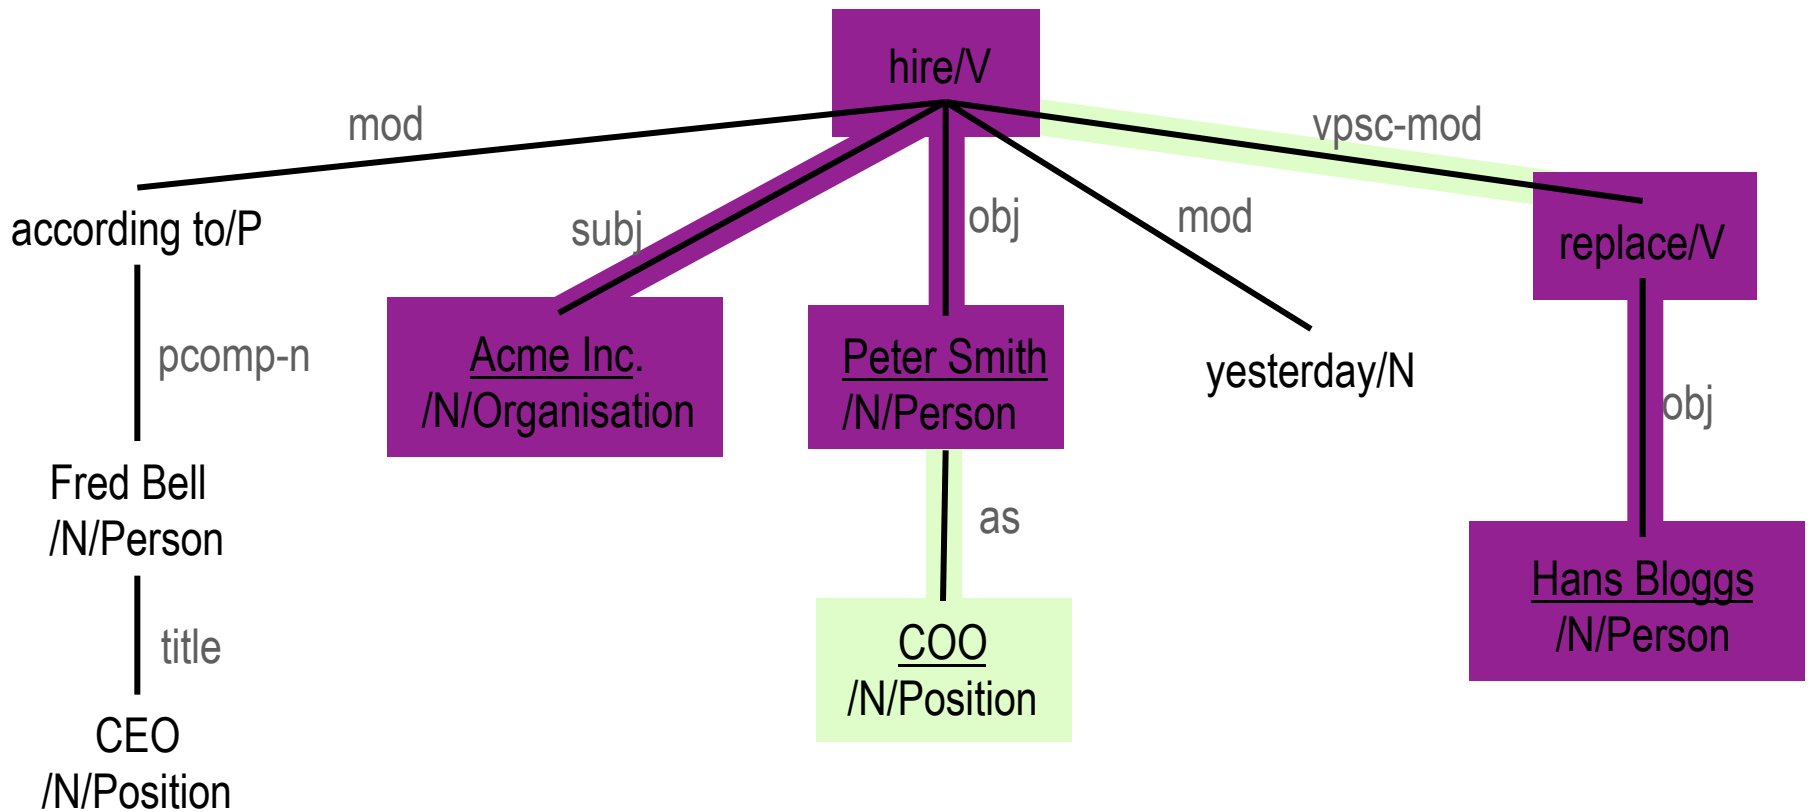 hire/V
mod
vpsc-mod
according to/P
subj
obj
mod
replace/V
pcomp-n
Acme Inc.
/N/Organisation
Peter Smith
/N/Person
yesterday/N
obj
Fred Bell
/N/Person
as
Hans Bloggs
/N/Person
title
COO
/N/Position
CEO
/N/Position